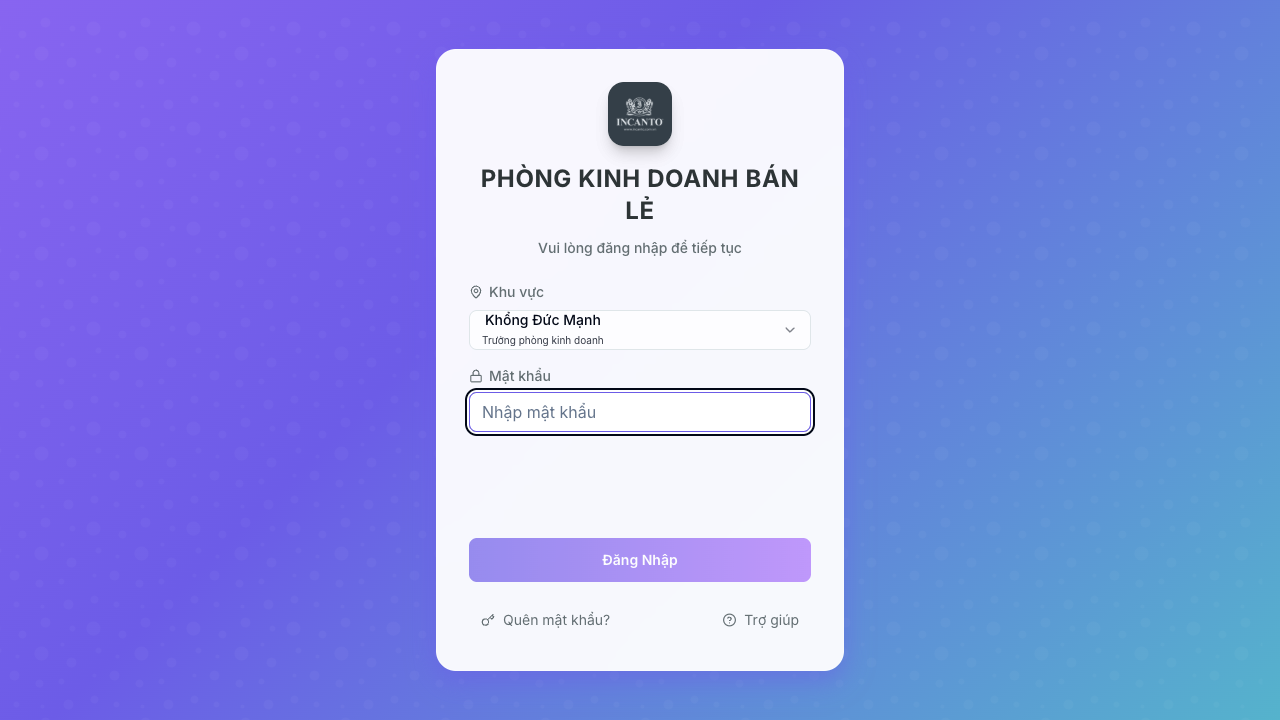 INCANTO
PHÒNG KINH DOANH BÁN
LẺ
Vui lòng đăng nhập để tiếp tục
Khu vực
Khổng Đức Mạnh
Trưởng phòng kinh doanh
Mật khẩu
Nhập mật khẩu
Đăng Nhập
Quên mật khẩu?
Trợ giúp